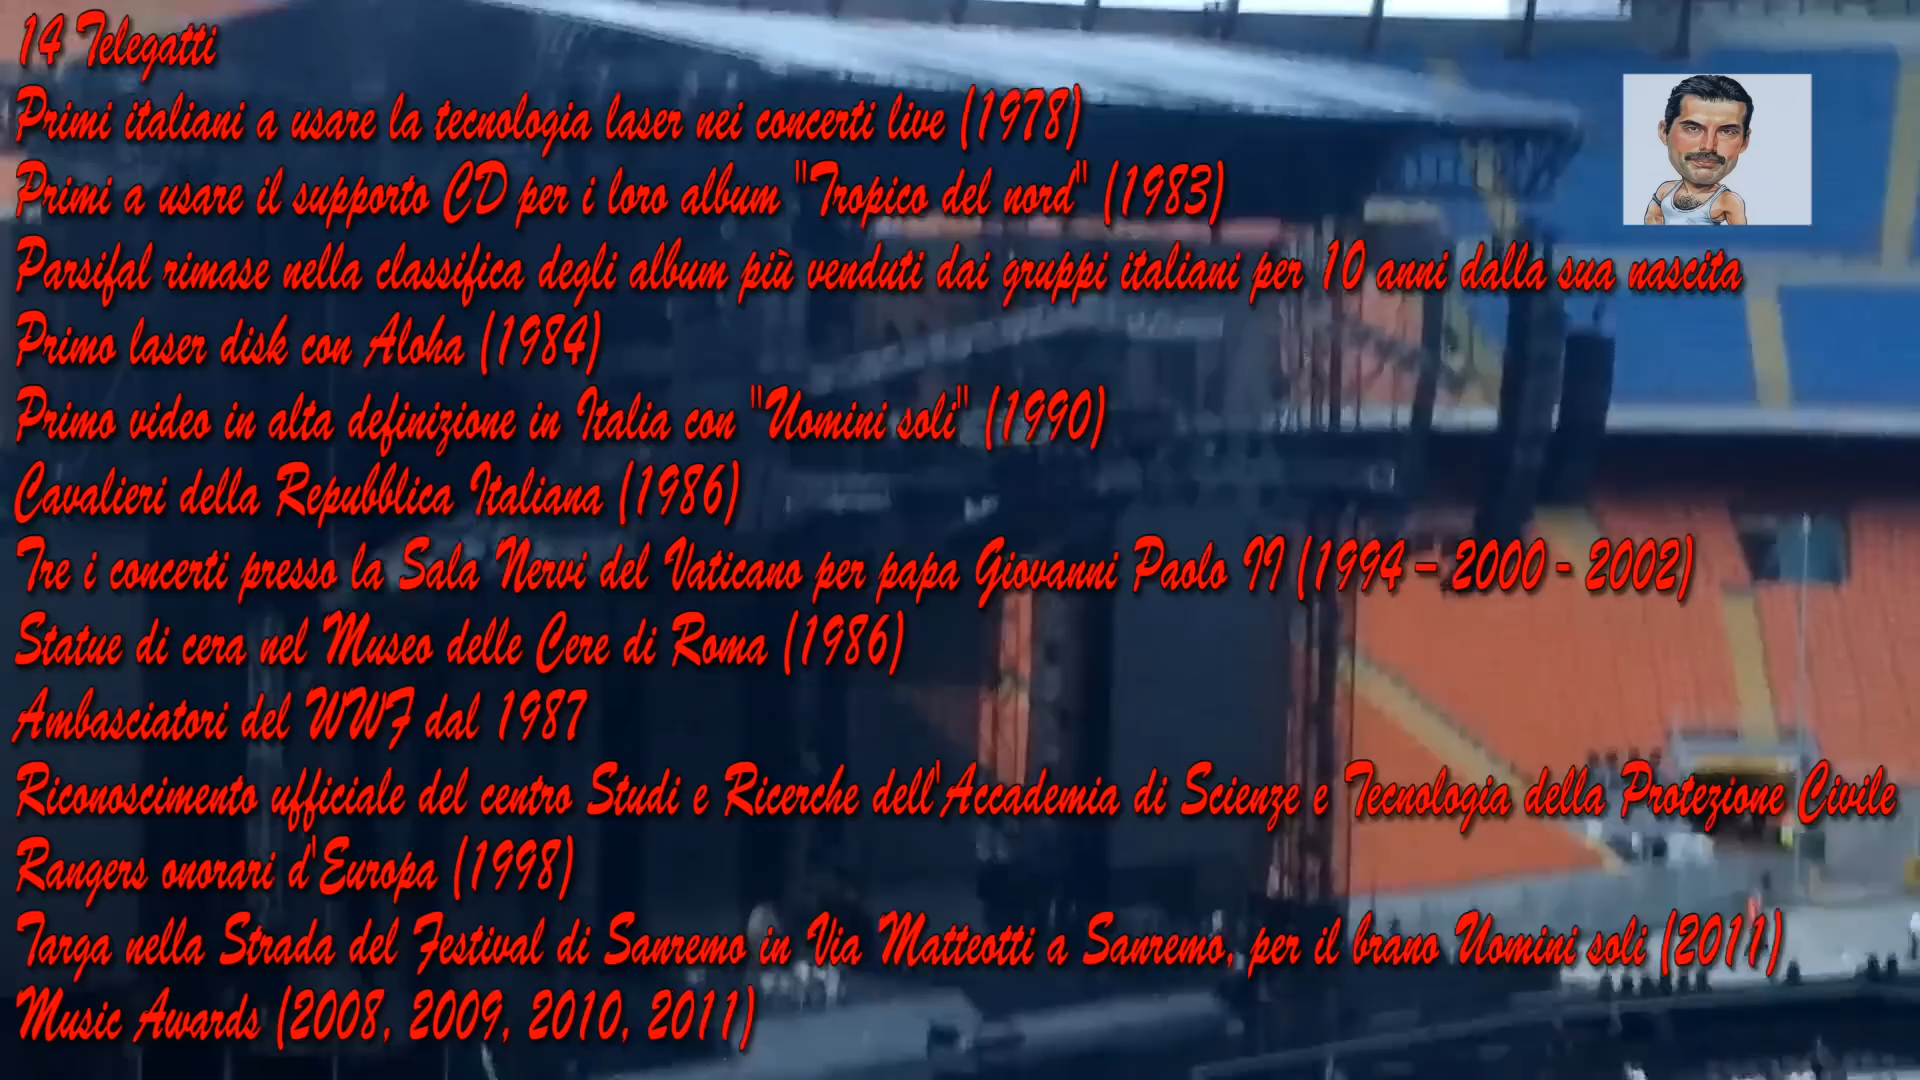 14 Telegatti
Primi italiani a usare la tecnologia laser nei concerti live (1978)
Primi a usare il supporto CD per i loro album "Tropico del nord" (1983)
Parsifal rimase nella classifica degli album più venduti dai gruppi italiani per 10 anni dalla sua nascita
Primo laser disk con Aloha (1984)
Primo video in alta definizione in Italia con "Uomini soli" (1990)
Cavalieri della Repubblica Italiana (1986)
Tre i concerti presso la Sala Nervi del Vaticano per papa Giovanni Paolo II (1994 – 2000 - 2002)
Statue di cera nel Museo delle Cere di Roma (1986)
Ambasciatori del WWF dal 1987
Riconoscimento ufficiale del centro Studi e Ricerche dell'Accademia di Scienze e Tecnologia della Protezione Civile
Rangers onorari d'Europa (1998)
Targa nella Strada del Festival di Sanremo in Via Matteotti a Sanremo, per il brano Uomini soli (2011)
Music Awards (2008, 2009, 2010, 2011)